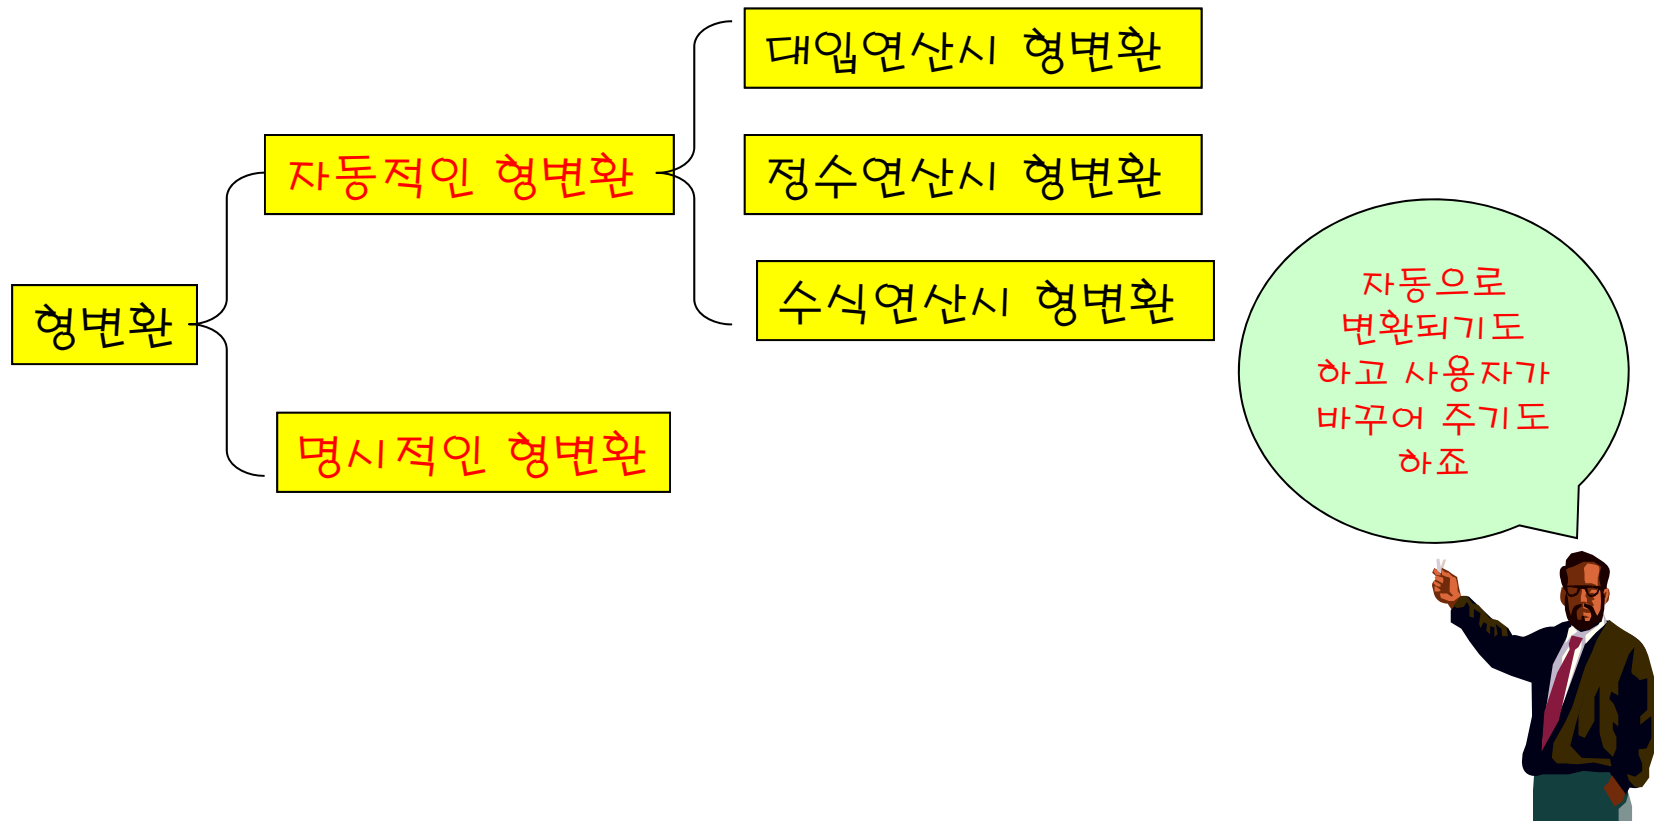 대입연산시 형변환
자동적인 형변환
정수연산시 형변환
수식연산시 형변환
형변환
명시적인 형변환
자동으로
변환되기도
하고 사용자가
바꾸어 주기도
하죠